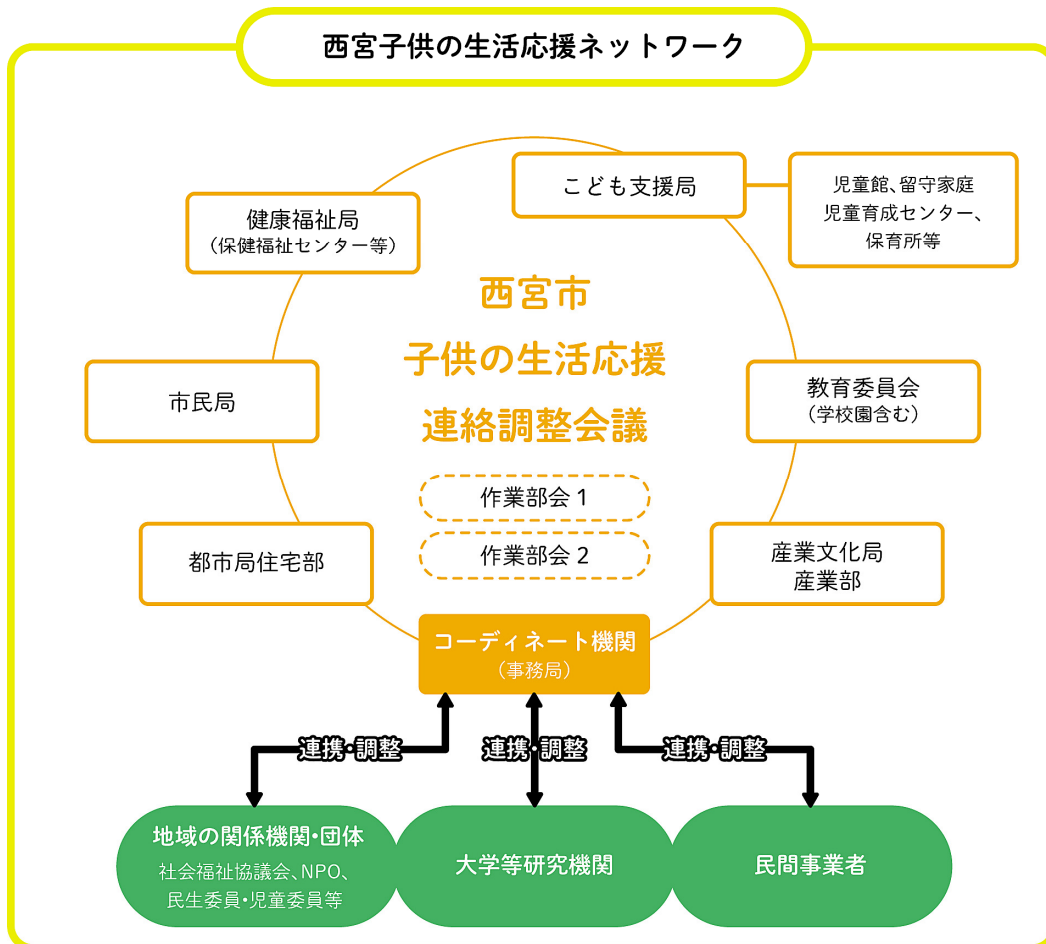 西宮子供の生活応援ネットワーク
こども支援局
児童館、留守家庭
児童育成センター、
保育所等
健康福祉局
（保健福祉センター等）
西宮市
子供の生活応援
連絡調整会議
市民局
教育委員会
（学校園含む）
作業部会 1
作業部会 2
都市局住宅部
産業文化局
産業部
コーディネート機関
（事務局）
連携・調整
連携・調整
連携・調整
地域の関係機関・団体
社会福祉協議会、NPO、
民生委員・児童委員等
大学等研究機関
民間事業者